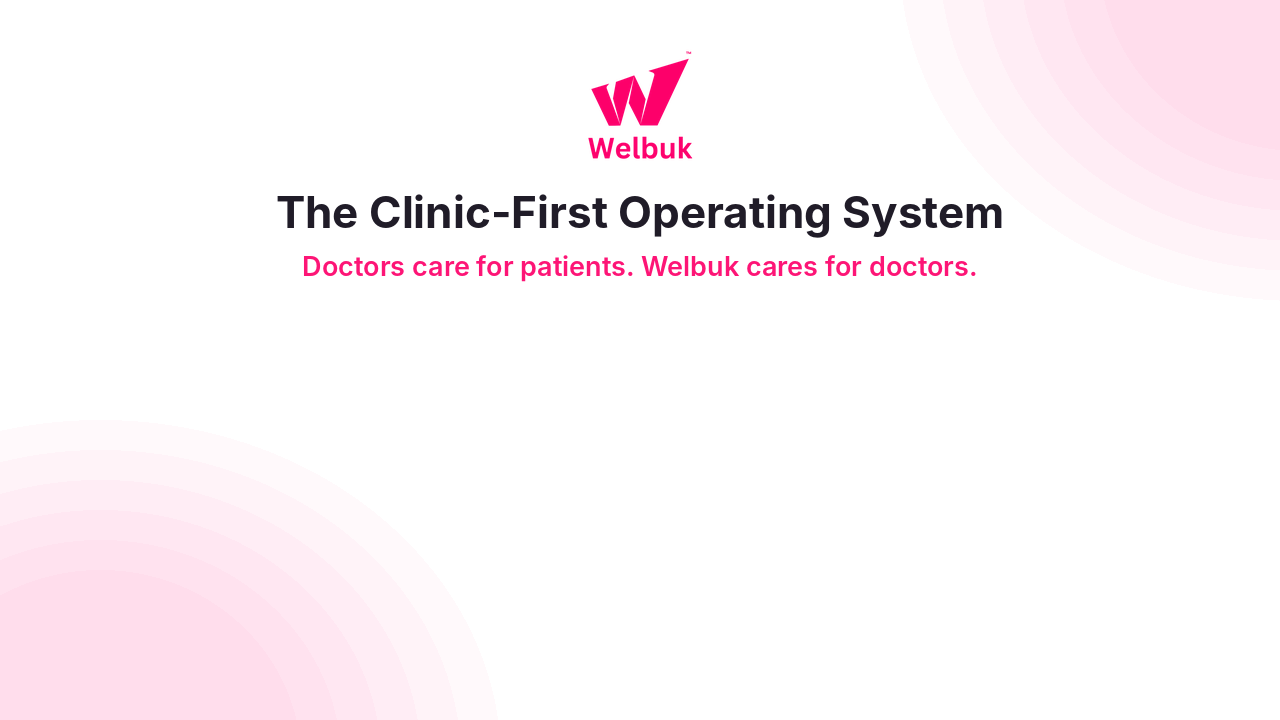 Welbuk
The Clinic-First Operating System
Doctors care for patients. Welbuk cares for doctors.